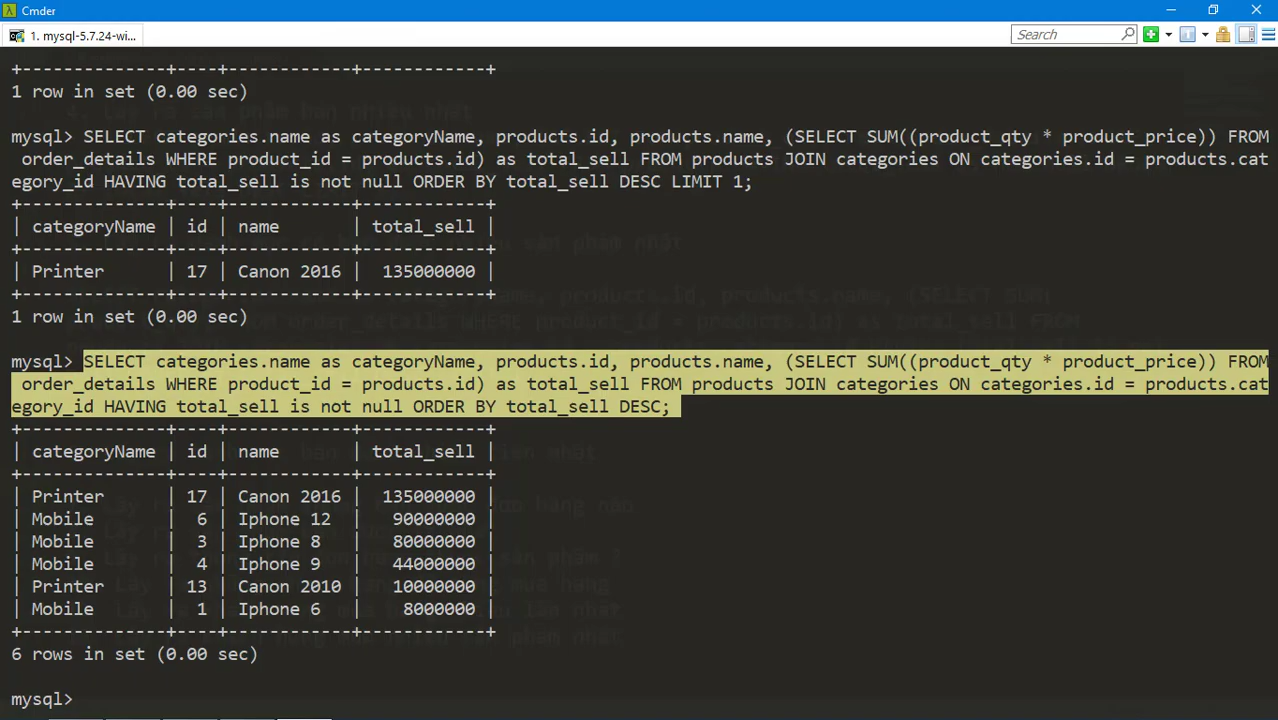 Cmder
1. mysql-5.7.24-wi...
Search
+--------------+----+------------+------------+
1 row in set (0.00 sec)
mysql> SELECT categories.name as categoryName, products.id, products.name, (SELECT SUM((product_qty * product_price)) FROM
order_details WHERE product_id = products.id) as total_sell FROM products JOIN categories ON categories.id = products.cat
egory_id HAVING total_sell is not null ORDER BY total_sell DESC LIMIT 1;
+--------------+----+------------+------------+
| categoryName | id | name       | total_sell |
+--------------+----+------------+------------+
| Printer      | 17 | Canon 2016 |  135000000 |
+--------------+----+------------+------------+
1 row in set (0.00 sec)
mysql> SELECT categories.name as categoryName, products.id, products.name, (SELECT SUM((product_qty * product_price)) FROM
order_details WHERE product_id = products.id) as total_sell FROM products JOIN categories ON categories.id = products.cat
egory_id HAVING total_sell is not null ORDER BY total_sell DESC;
+--------------+----+------------+------------+
| categoryName | id | name       | total_sell |
+--------------+----+------------+------------+
| Printer      | 17 | Canon 2016 |  135000000 |
| Mobile       |  6 | Iphone 12  |   90000000 |
| Mobile       |  3 | Iphone 8   |   80000000 |
| Mobile       |  4 | Iphone 9   |   44000000 |
| Printer      | 13 | Canon 2010 |   10000000 |
| Mobile       |  1 | Iphone 6   |    8000000 |
+--------------+----+------------+------------+
6 rows in set (0.00 sec)
mysql>